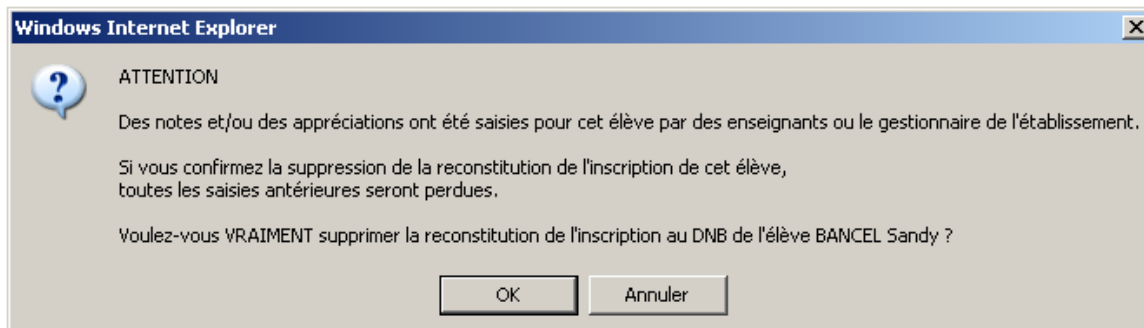 Windows Internet Explorer
ATTENTION
Des notes et/ou des appréciations ont été saisies pour cet élève par des enseignants ou le gestionnaire de l'établissement.
Si vous confirmez la suppression de la reconstitution de l'inscription de cet élève,
toutes les saisies antérieures seront perdues.
Voulez-vous VRAIMENT supprimer la reconstitution de l'inscription au DNB de l'élève BANCEL Sandy ?
OK
Annuler